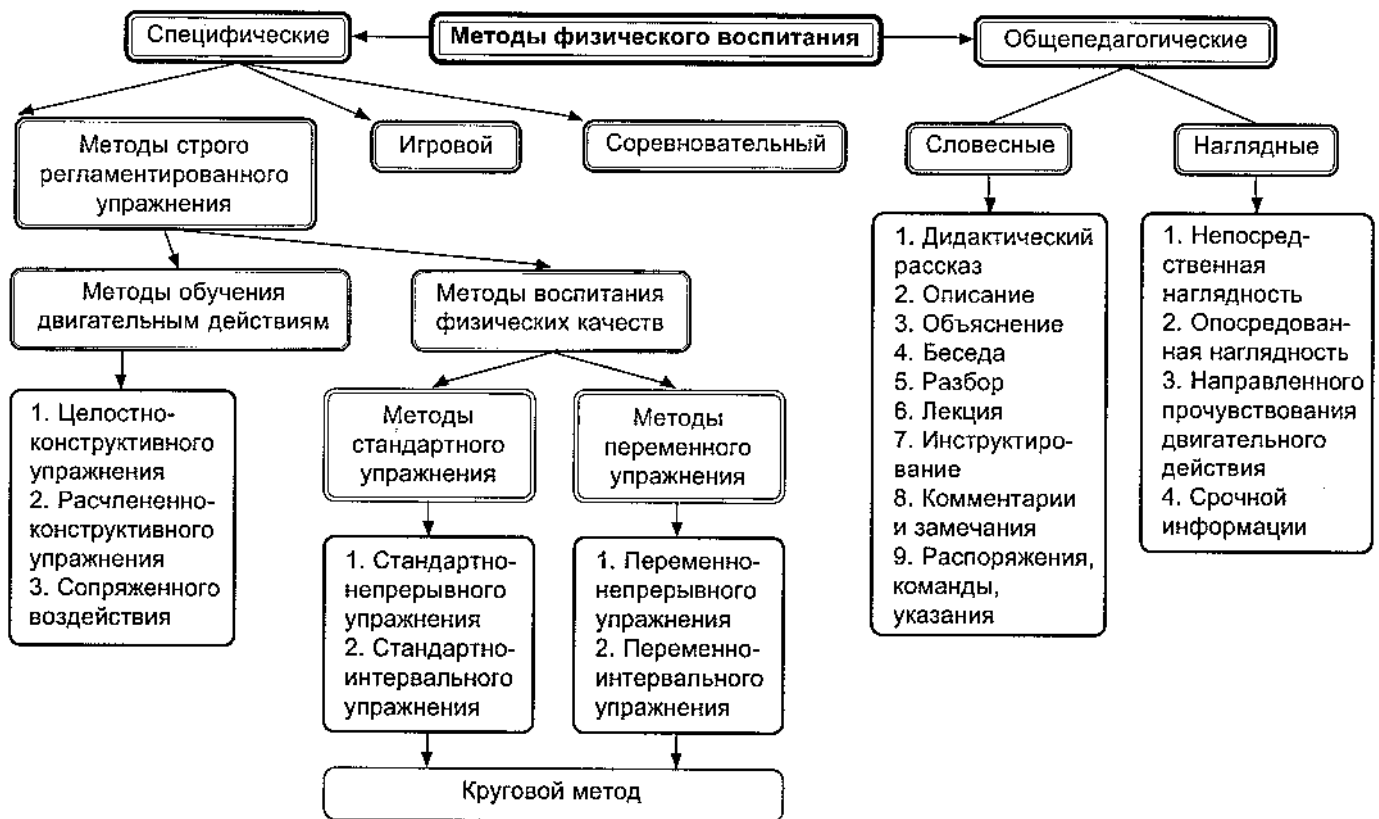 Специфические
Методы физического воспитания
Общепедагогические
Методы строго
регламентированного
упражнения
Игровой
Соревновательный
Словесные
Наглядные
Методы обучения
двигательным действиям
Методы воспитания
физических качеств
1. Целостно-
конструктивного
упражнения
2. Расчлененно-
конструктивного
упражнения
3. Сопряженного
воздействия
Методы
стандартного
упражнения
Методы
переменного
упражнения
1. Стандартно-
непрерывного
упражнения
2. Стандартно-
интервального
упражнения
1. Переменно-
непрерывного
упражнения
2. Переменно-
интервального
упражнения
Круговой метод
1. Дидактический
рассказ
2. Описание
3. Объяснение
4. Беседа
5. Разбор
6. Лекция
7. Инструктиро-
вание
8. Комментарии
и замечания
9. Распоряжения,
команды,
указания
1. Непосред-
ственная
наглядность
2. Опосредован-
ная наглядность
3. Направленного
прочувствования
двигательного
действия
4. Срочной
информации